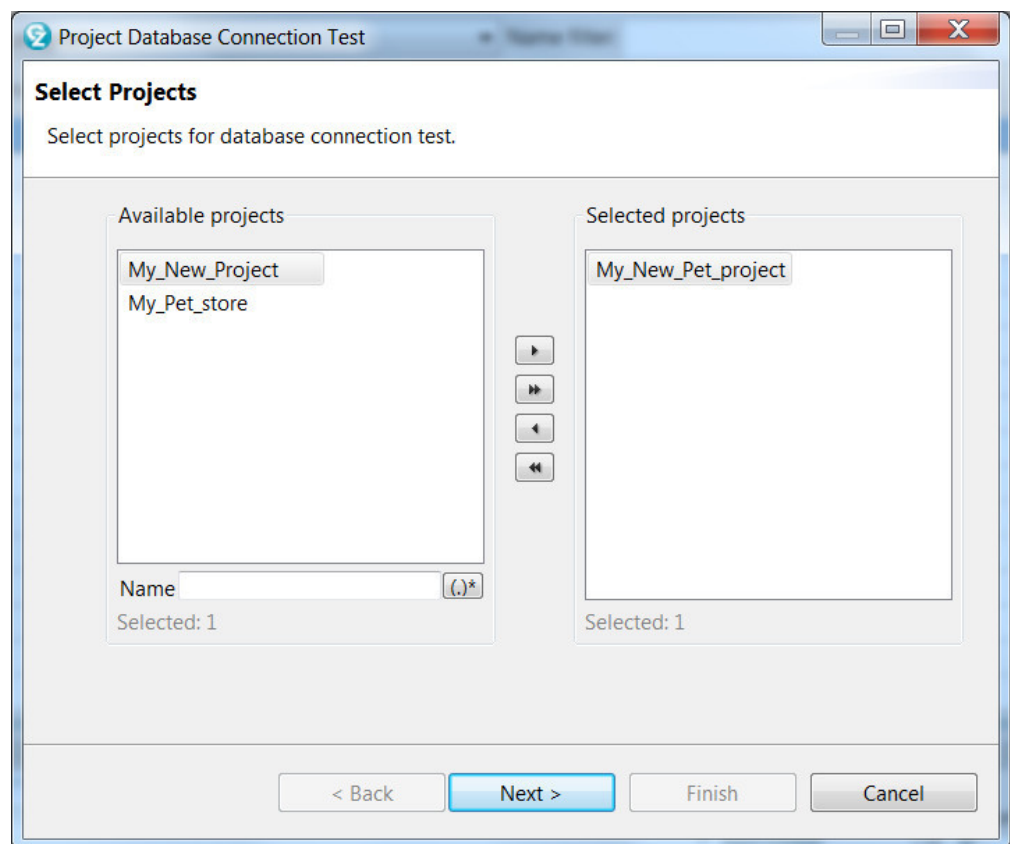 Project Database Connection Test
Select Projects
Select projects for database connection test.
Available projects
My_New_Project
My_Pet_store
Name
(.)*
Selected: 1
Selected projects
My_New_Pet_project
Selected: 1
< Back
Next >
Finish
Cancel